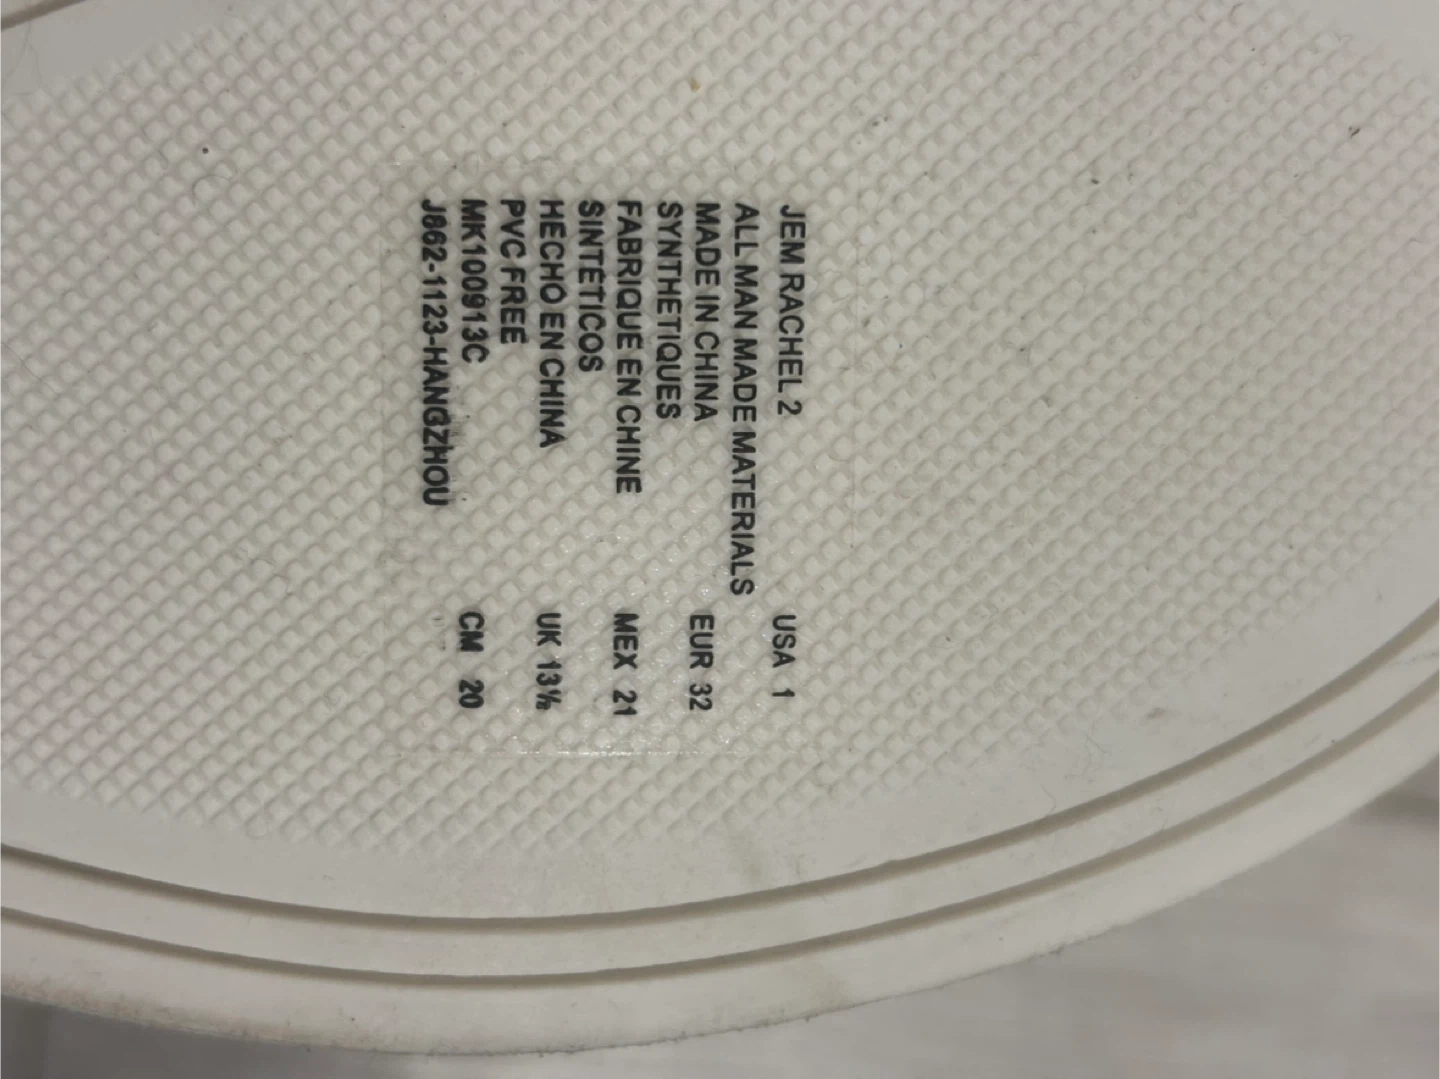 JEM RACHEL 2
ALL MAN MADE MATERIALS
MADE IN CHINA
SYNTHETIQUES
FABRIQUE EN CHINE
SINTÉTICOS
HECHO EN CHINA
PVC FREE
MK100913C
J862-1123-HANGZHOU
USA 1
EUR 32
MEX 21
UK 13½
CM 20